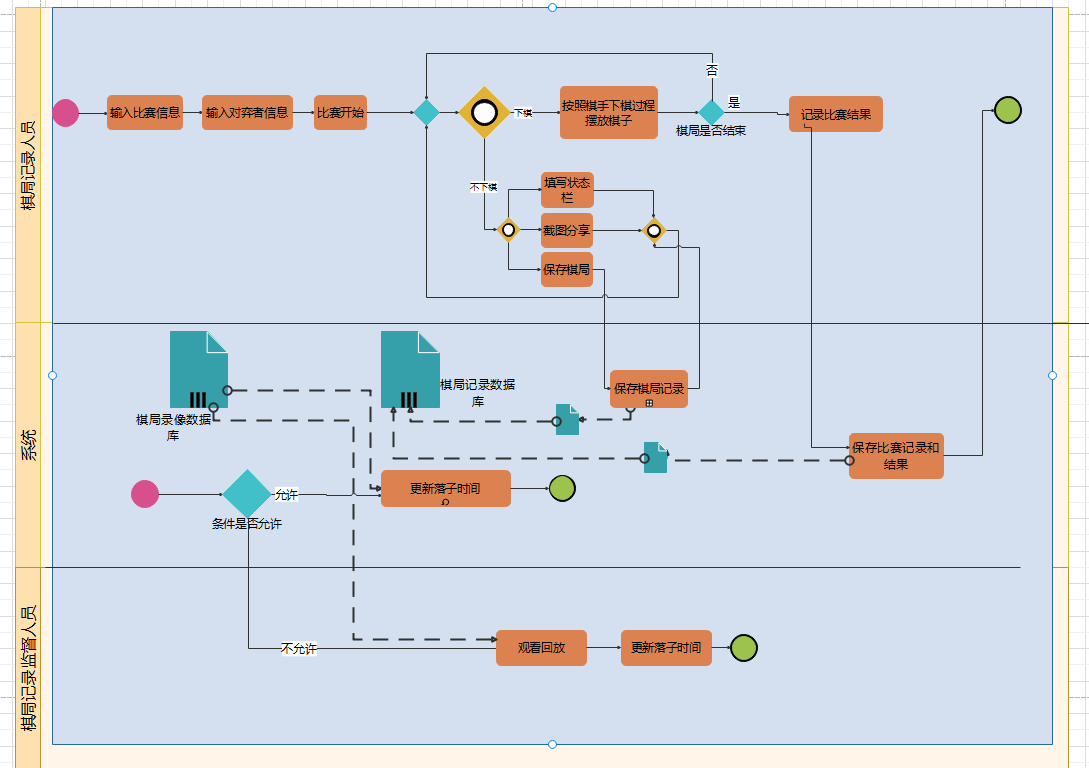 棋局记录人员
否
输入比赛信息
输入对弈者信息
比赛开始
下棋
按照棋手下棋过程
摆放棋子
是
棋局是否结束
记录比赛结果
不下棋
填写状态
栏
截图分享
保存棋局
系统
棋局录像数据
库
棋局记录数据
库
保存棋局记录
保存比赛记录和
结果
允许
条件是否允许
更新落子时间
棋局记录监督人员
不允许
观看回放
更新落子时间